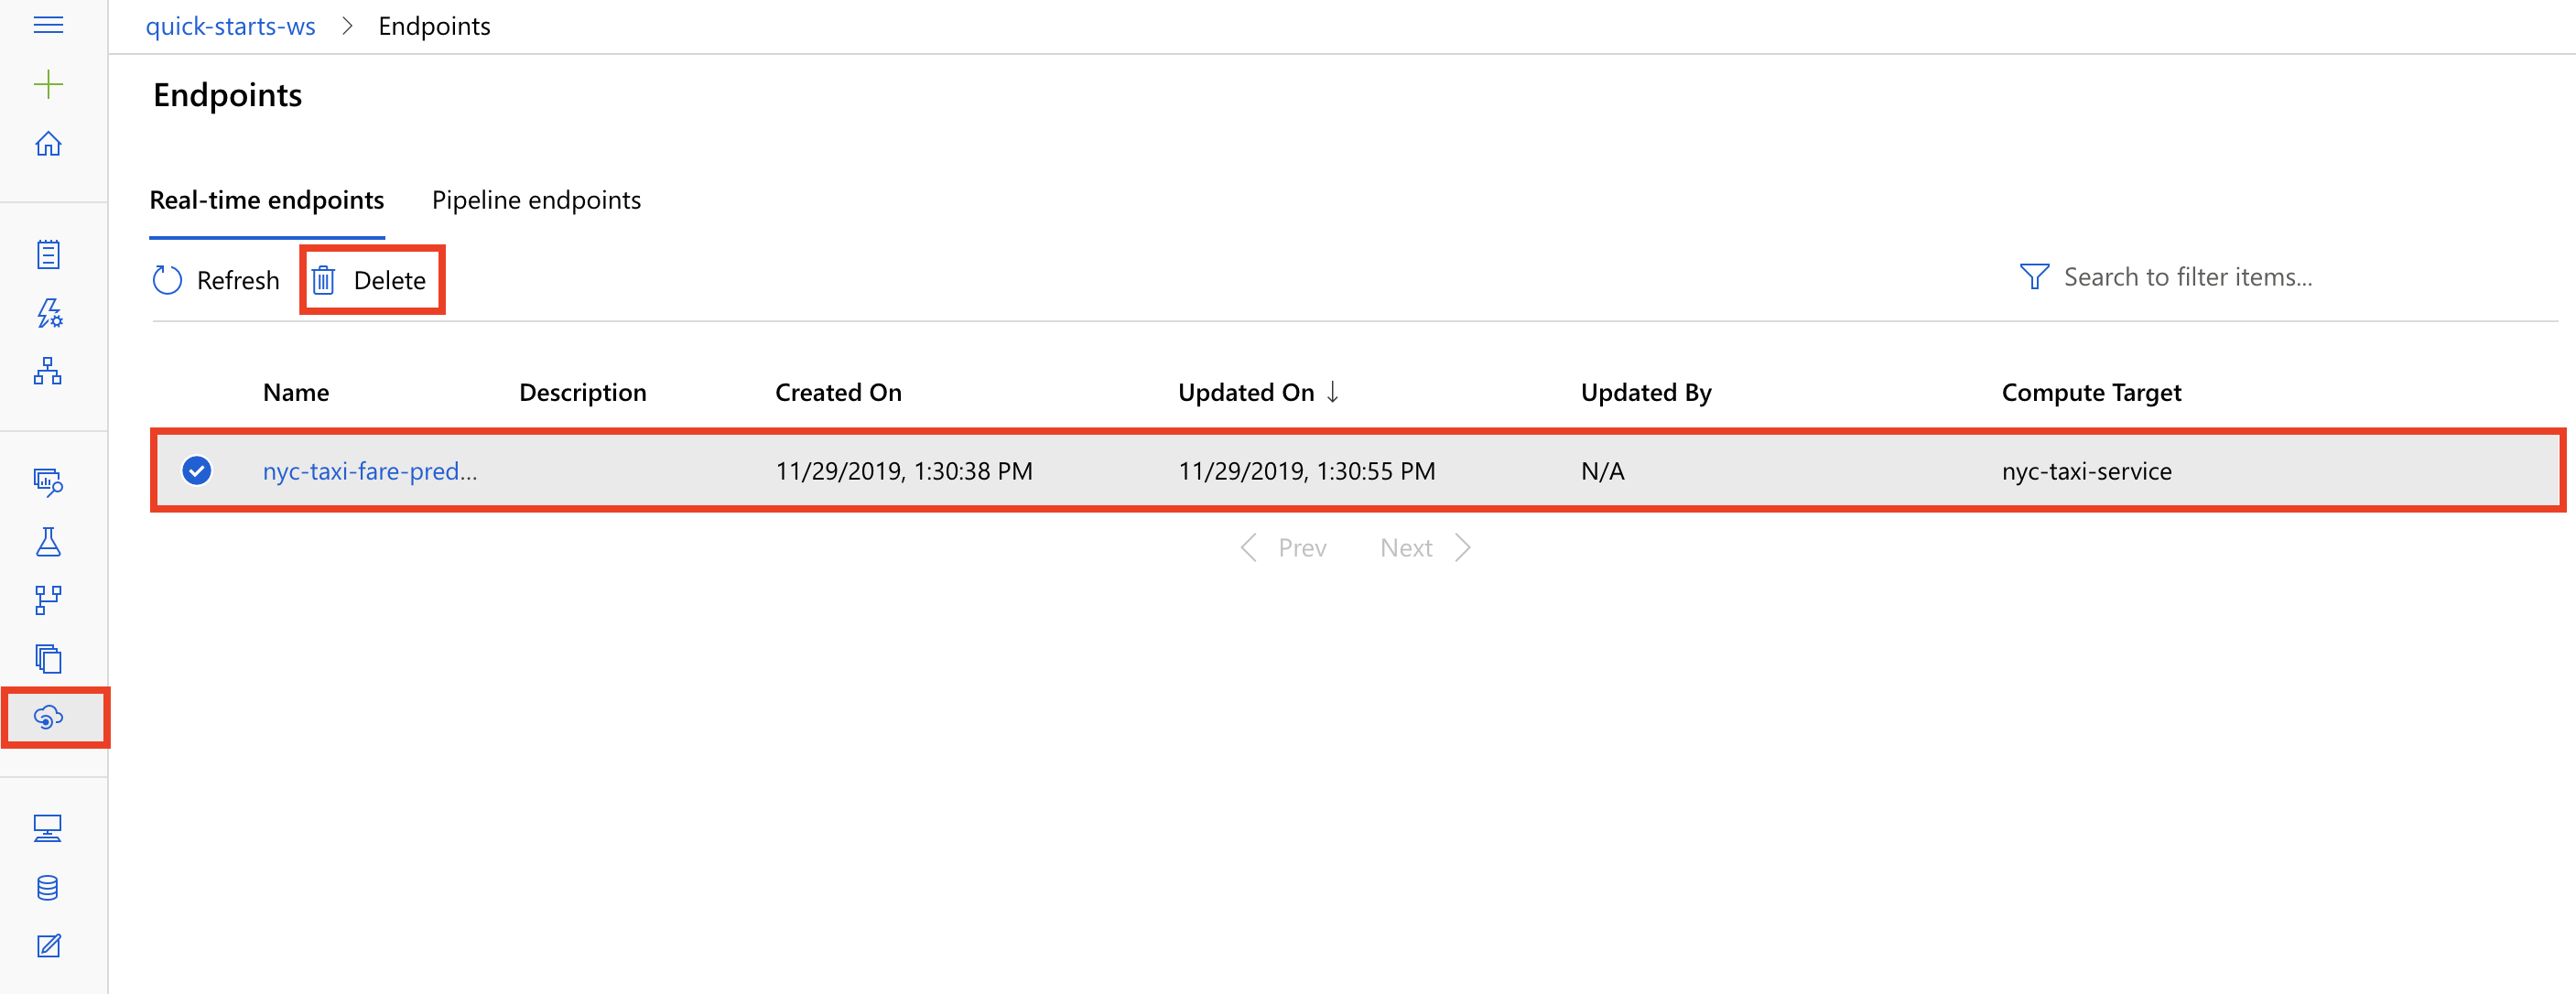 quick-starts-ws > Endpoints
Endpoints
Real-time endpoints Pipeline endpoints
Refresh Delete Search to filter items...
Name Description Created On Updated On ↓ Updated By Compute Target
nyc-taxi-fare-pred... 11/29/2019, 1:30:38 PM 11/29/2019, 1:30:55 PM N/A nyc-taxi-service
Prev Next